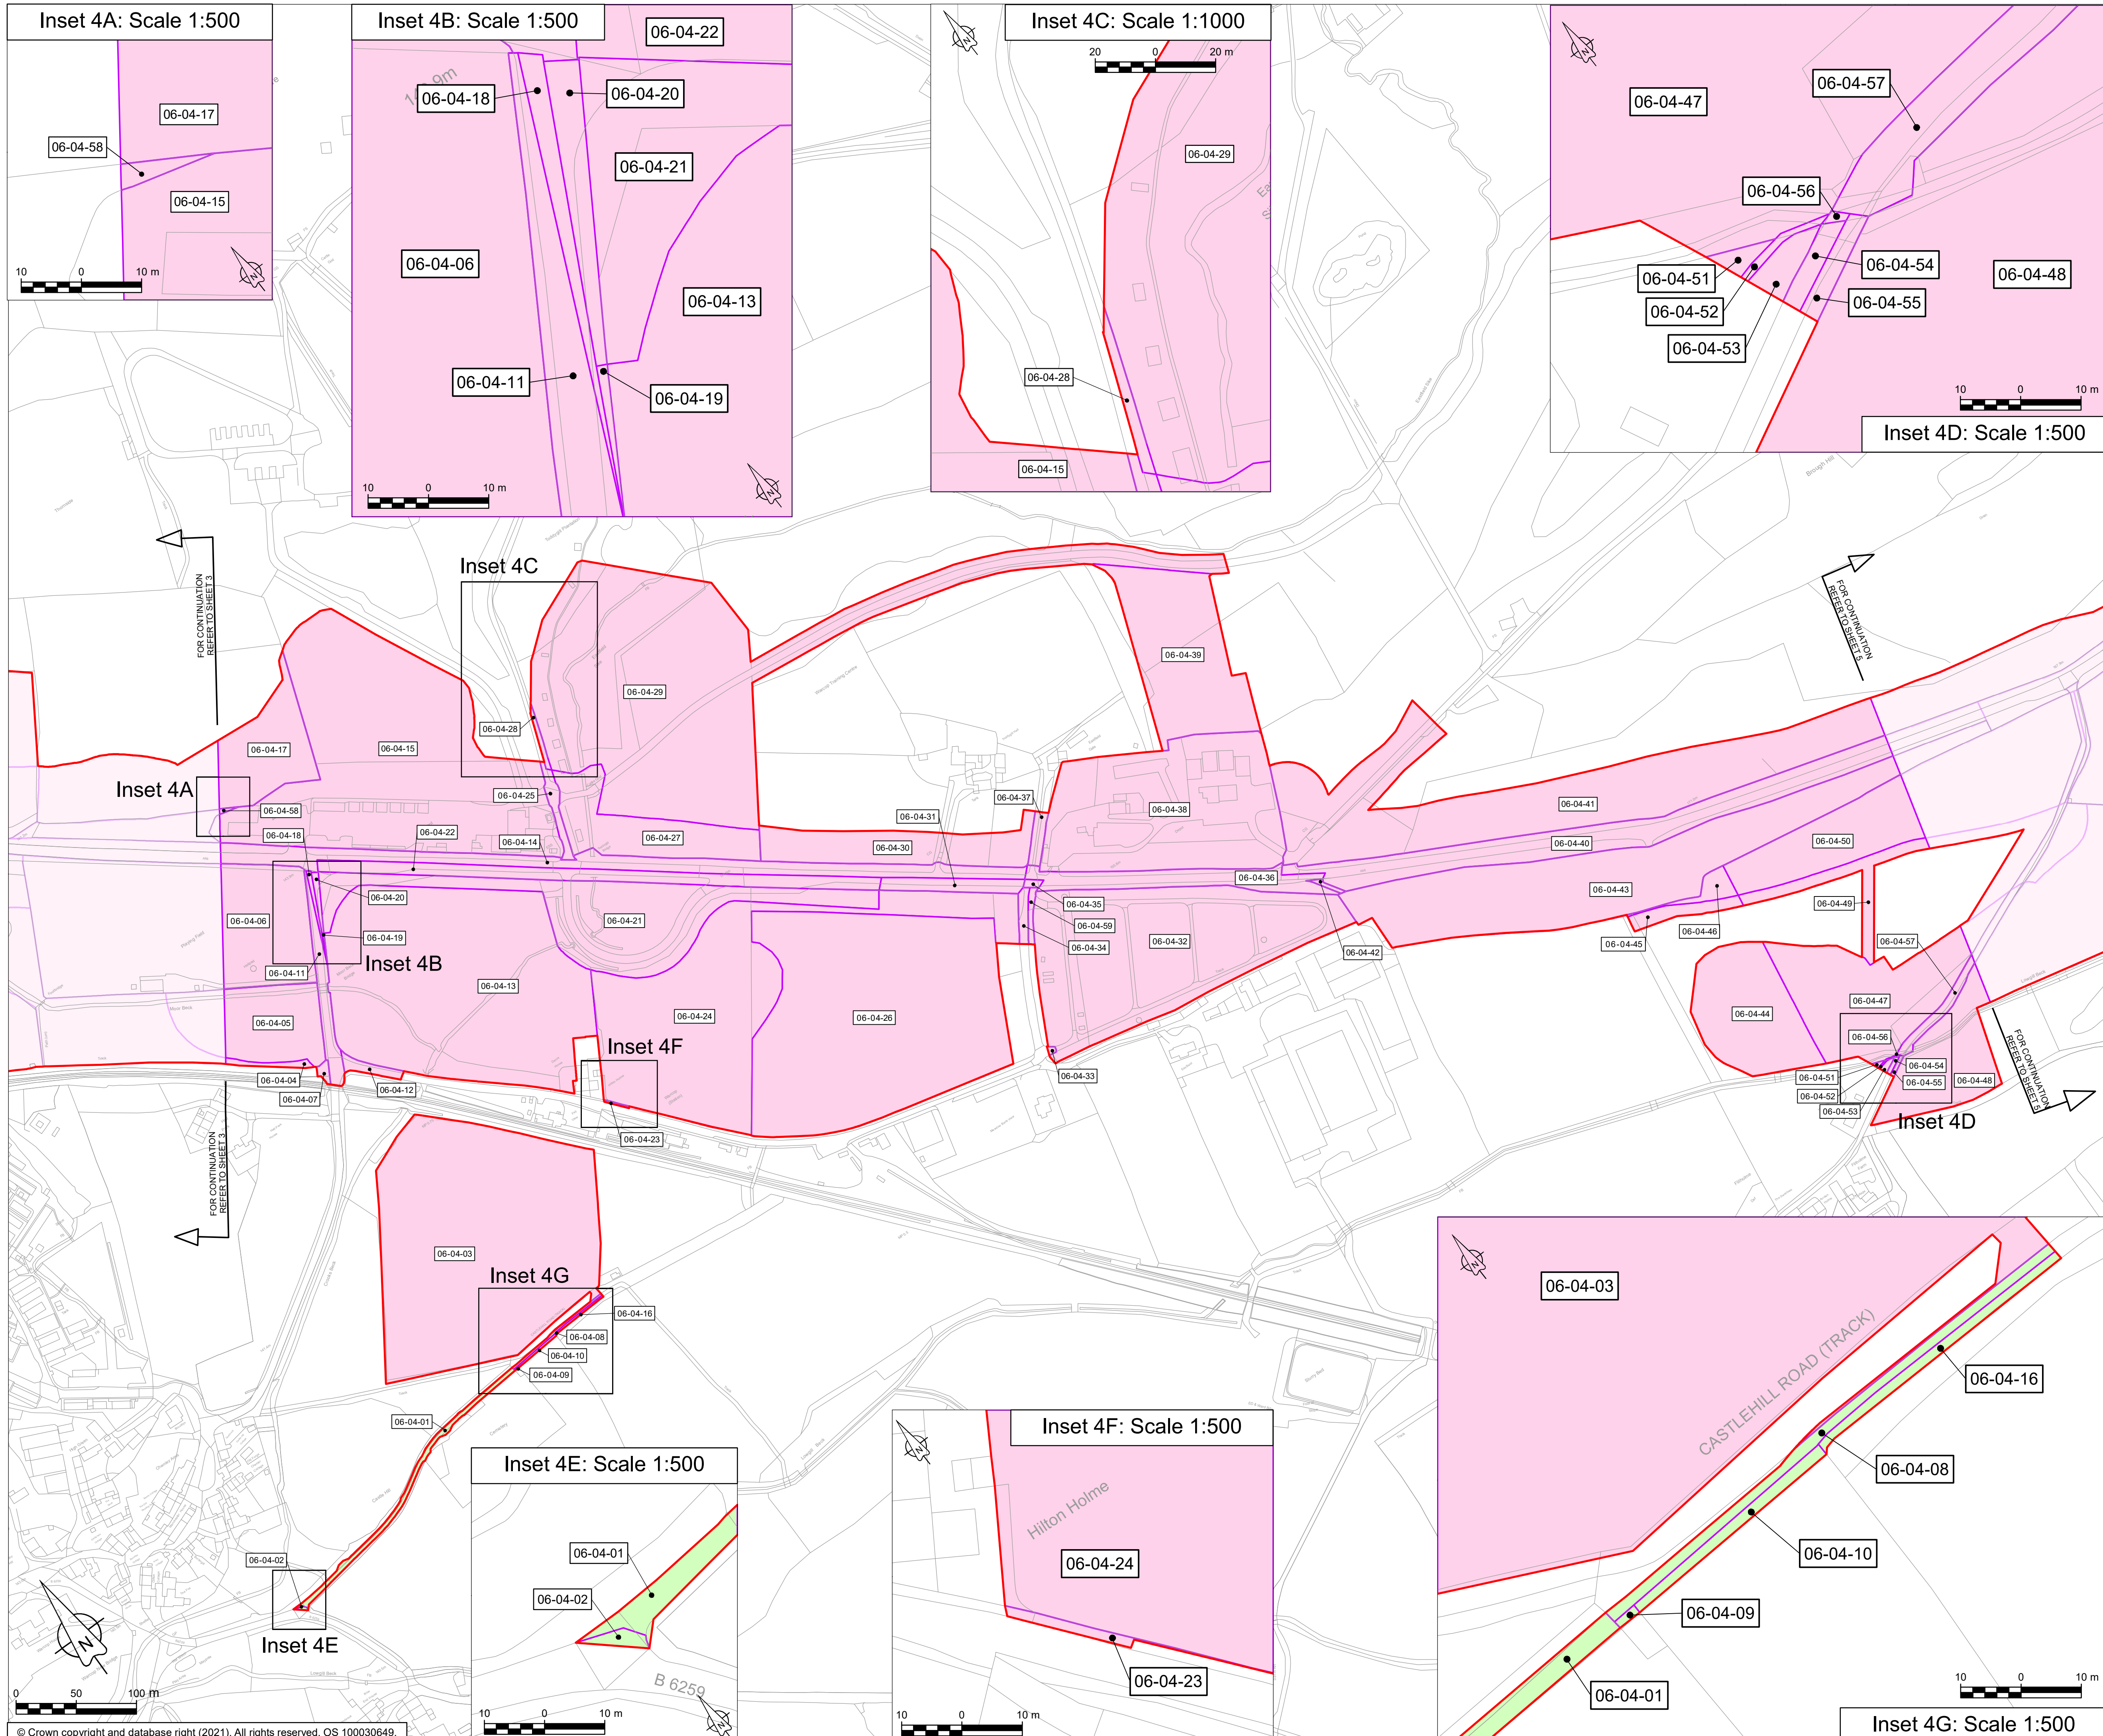 Inset 4A: Scale 1:500
06-04-17
06-04-58
06-04-15
10 0 10 m
N
Inset 4B: Scale 1:500
06-04-22
06-04-18
06-04-20
06-04-21
06-04-06
06-04-13
06-04-11
06-04-19
10 0 10 m
N
Inset 4C: Scale 1:1000
20 0 20 m
N
06-04-29
06-04-28
06-04-15
06-04-47
06-04-57
06-04-56
06-04-51
06-04-54
06-04-48
06-04-52
06-04-55
06-04-53
10 0 10 m
N
Inset 4D: Scale 1:500
Brough Hill
FOR CONTINUATION
REFER TO SHEET 3
FOR CONTINUATION
REFER TO SHEET 5
Inset 4C
06-04-39
06-04-29
06-04-28
06-04-17
06-04-15
Inset 4A
06-04-58
06-04-25
06-04-37
06-04-31
06-04-38
06-04-41
06-04-18
06-04-22
06-04-14
06-04-27
06-04-30
06-04-40
06-04-50
06-04-36
06-04-43
06-04-20
06-04-06
06-04-21
06-04-35
06-04-59
06-04-49
06-04-19
06-04-34
06-04-32
06-04-42
06-04-45
06-04-46
06-04-57
Inset 4B
06-04-11
06-04-13
06-04-47
06-04-05
06-04-24
06-04-26
06-04-44
Inset 4F
06-04-56
06-04-54
06-04-04
06-04-12
06-04-33
06-04-51
06-04-55
06-04-48
06-04-07
06-04-52
06-04-53
06-04-23
Inset 4D
FOR CONTINUATION
REFER TO SHEET 5
FOR CONTINUATION
REFER TO SHEET 3
06-04-03
Inset 4G
06-04-16
06-04-08
06-04-10
06-04-09
06-04-01
06-04-02
Inset 4E
N
0 50 100 m
© Crown copyright and database right (2021). All rights reserved. OS 100030649.
Inset 4E: Scale 1:500
06-04-01
06-04-02
B 6259
10 0 10 m
N
Inset 4F: Scale 1:500
N
Hilton Holme
06-04-24
06-04-23
10 0 10 m
N
06-04-03
CASTLEHILL ROAD (TRACK)
06-04-16
06-04-08
06-04-10
06-04-09
06-04-01
10 0 10 m
Inset 4G: Scale 1:500